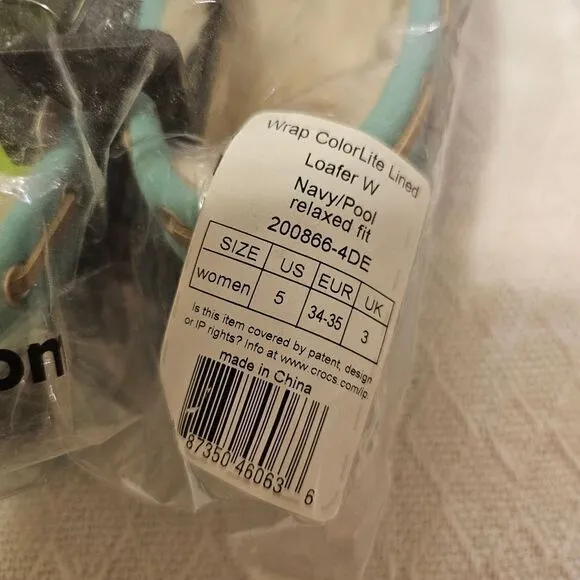 Wrap ColorLite Lined
Loafer W
Navy/Pool
relaxed fit
200866-4DE
SIZE US EUR UK
women 5 34-35 3
Is this item covered by patent, design
or IP rights? Info at www.crocs.com/ip.
made in China
87350 46063 6
on